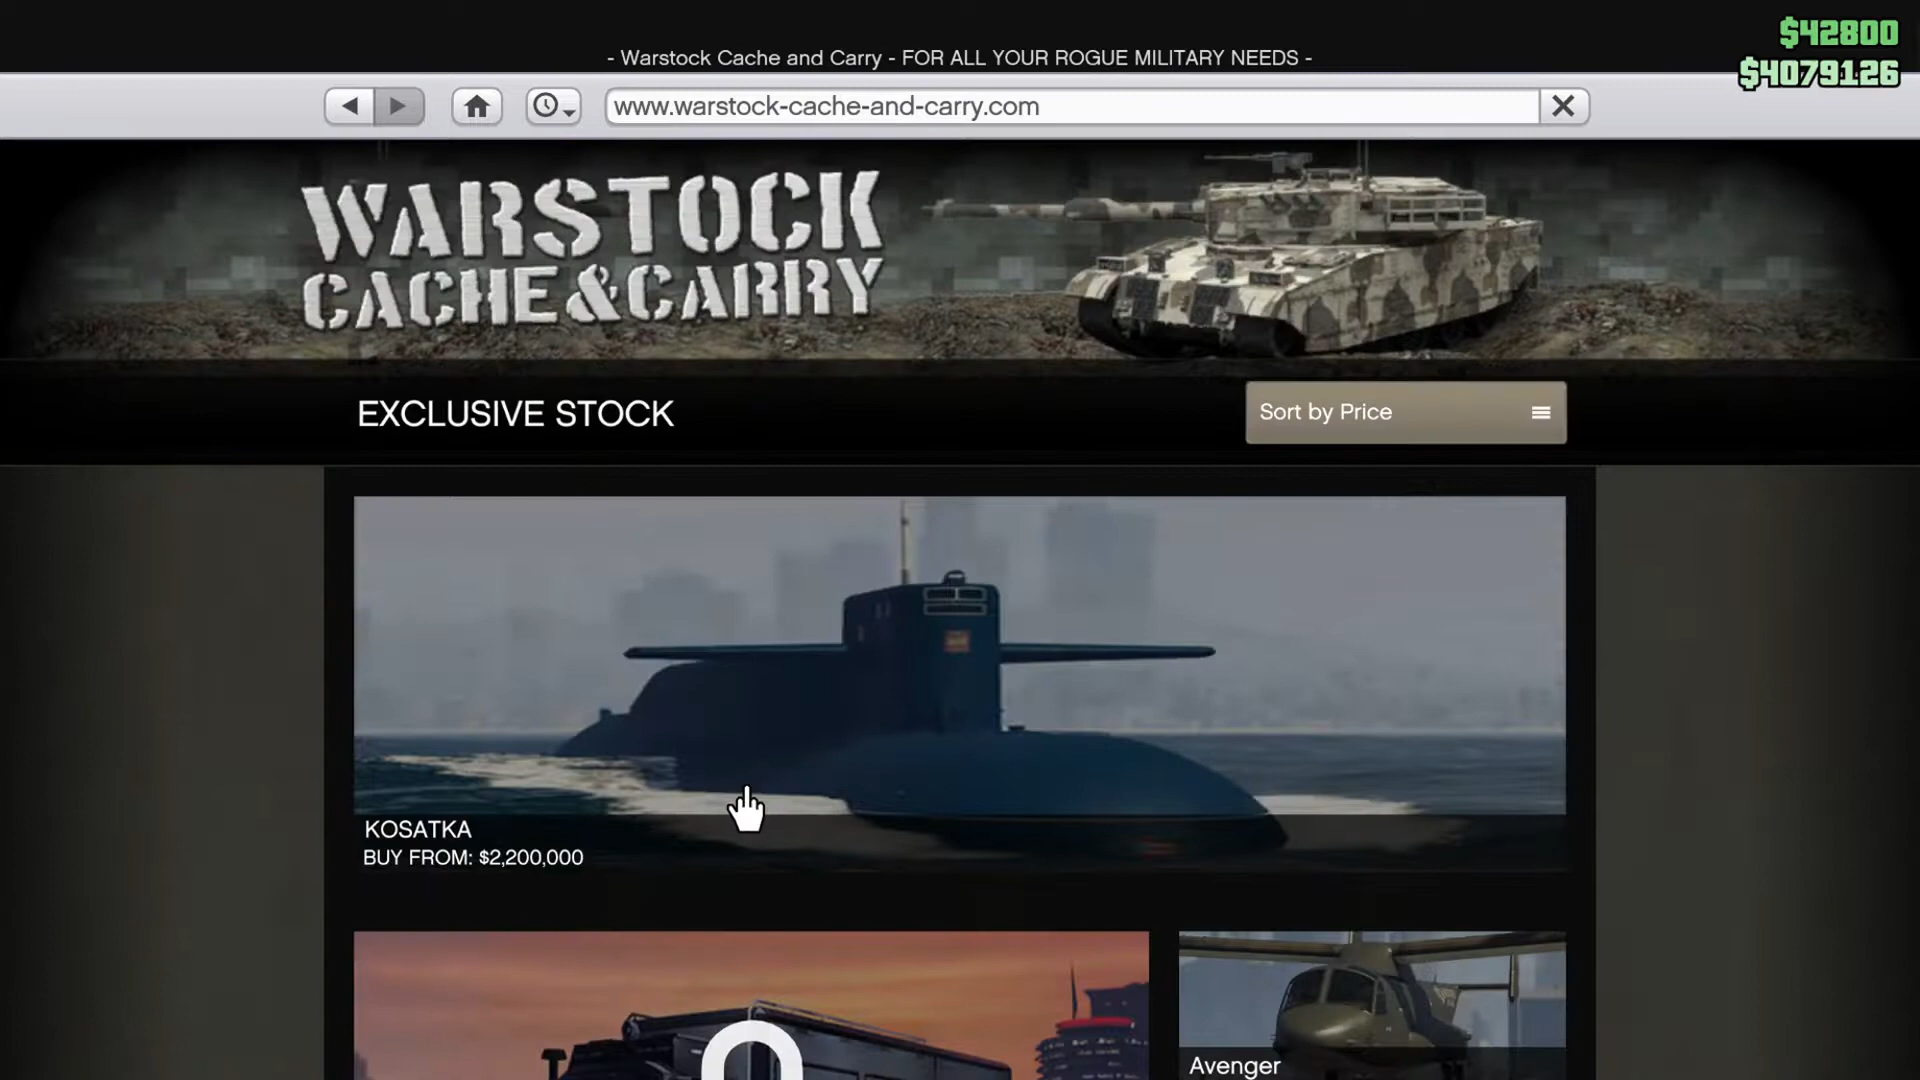 $42800
$4079126
- Warstock Cache and Carry - FOR ALL YOUR ROGUE MILITARY NEEDS -
www.warstock-cache-and-carry.com
WARSTOCK
CACHE & CARRY
EXCLUSIVE STOCK
Sort by Price
KOSATKA
BUY FROM: $2,200,000
Avenger